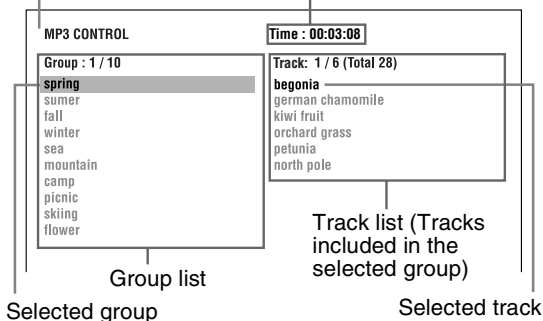 MP3 CONTROL
Time : 00:03:08
Group : 1 / 10
spring
sumer
fall
winter
sea
mountain
camp
picnic
skiing
flower
Track: 1 / 6 (Total 28)
begonia
german chamomile
kiwi fruit
orchard grass
petunia
north pole
Track list (Tracks
included in the
selected group)
Group list
Selected group
Selected track